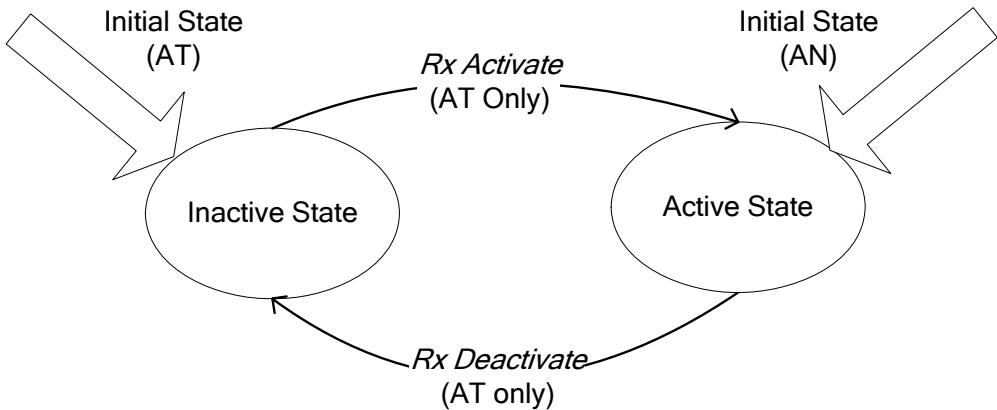 Initial State
(AT)
Initial State
(AN)
Rx Activate
(AT Only)
Inactive State
Active State
Rx Deactivate
(AT only)